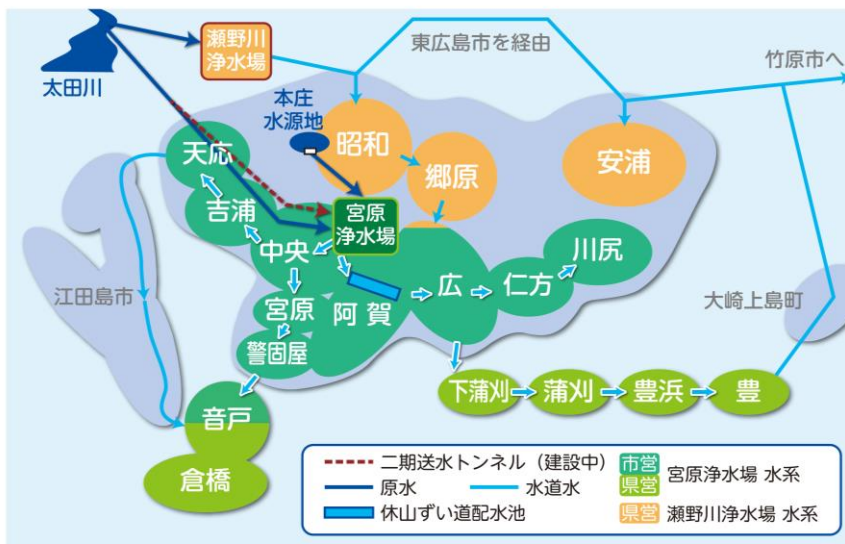 太田川
瀬野川
浄水場
東広島市を経由
竹原市へ
本庄
水源地
昭和
郷原
安浦
天応
吉浦
中央
宮原
浄水場
宮原
警固屋
阿賀
広
仁方
川尻
江田島市
大崎上島町
音戸
倉橋
下蒲刈
蒲刈
豊浜
豊
二期送水トンネル（建設中）
原水
水道水
休山ずい道配水池
市営
県営
宮原浄水場 水系
県営
瀬野川浄水場 水系